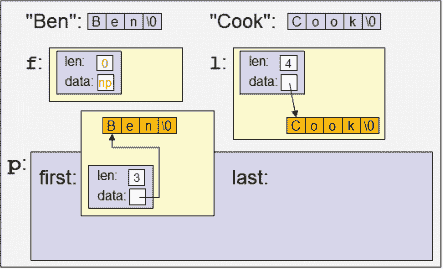 "Ben": B e n \0 "Cook": C o o k \0
f: len: 0 l: len: 4
data: np data:
C o o k \0
B e n \0
p: first: len: 3 last:
data: